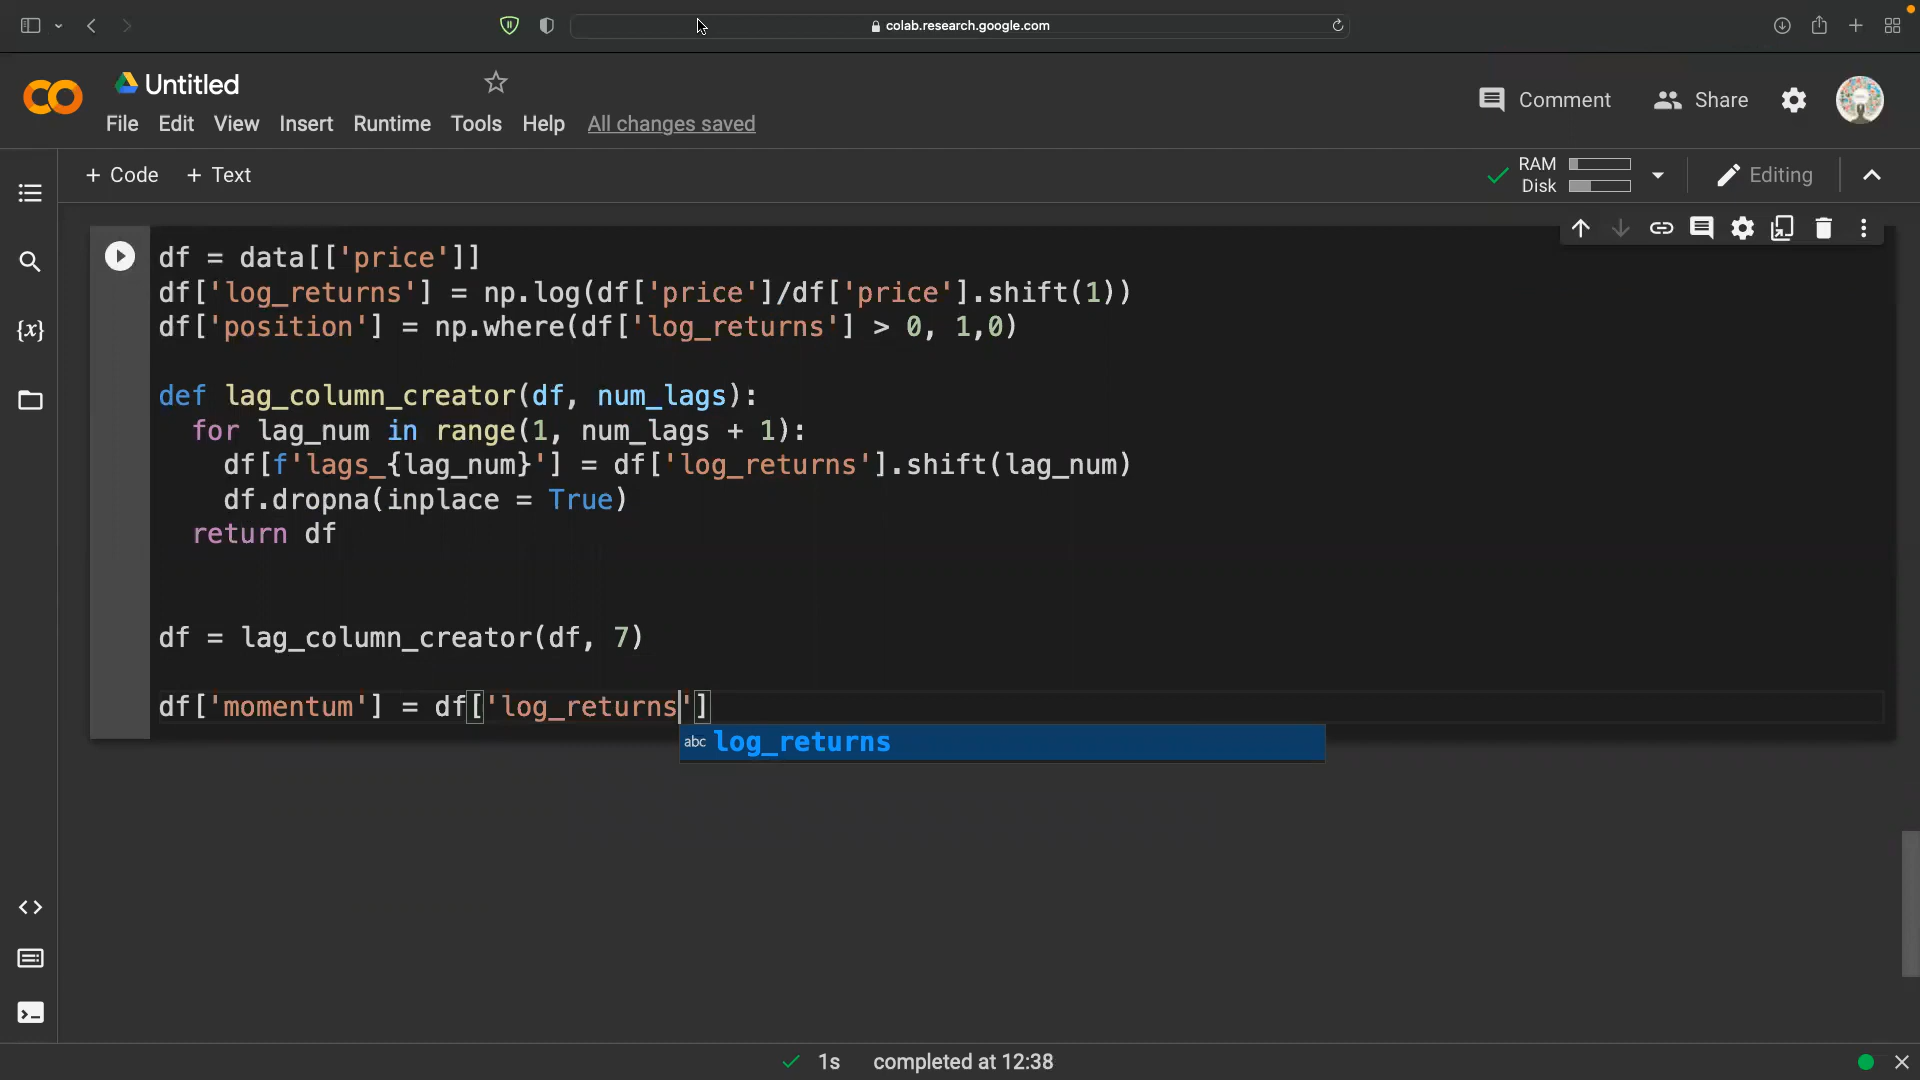 colab.research.google.com
Untitled
File Edit View Insert Runtime Tools Help All changes saved
Comment Share
+ Code + Text
RAM
Disk
Editing
df = data[['price']]
df['log_returns'] = np.log(df['price']/df['price'].shift(1))
df['position'] = np.where(df['log_returns'] > 0, 1,0)
def lag_column_creator(df, num_lags):
for lag_num in range(1, num_lags + 1):
df[f'lags_{lag_num}'] = df['log_returns'].shift(lag_num)
df.dropna(inplace = True)
return df
df = lag_column_creator(df, 7)
df['momentum'] = df['log_returns']
abc log_returns
{x}
1s completed at 12:38